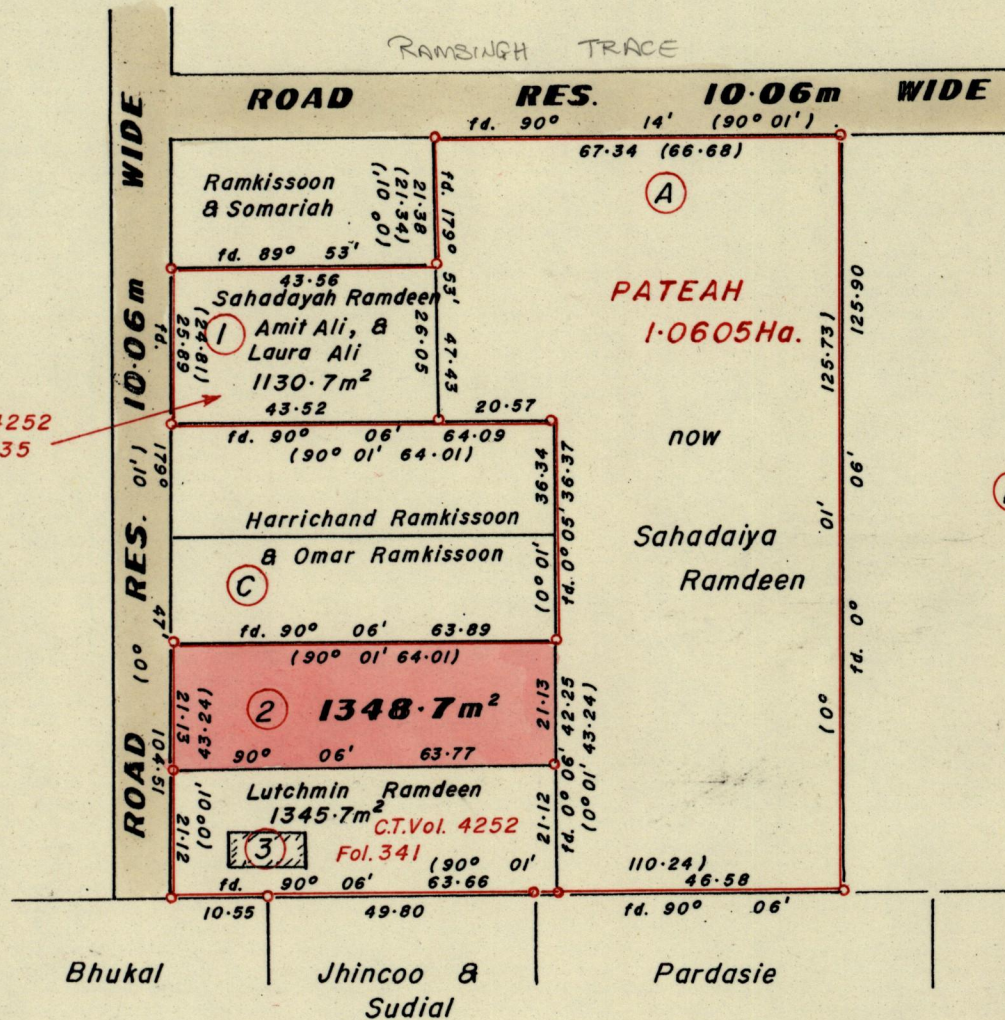 RAMSINGH TRACE
ROAD RES. 10·06m WIDE
fd. 90° 14' (90° 01')
67·34 (66·68)
A
Ramkissoon
& Somariah
21·38
(21·34)
(,10 00)
fd. 179° 53' 47·43
fd. 89° 53'
43·56
PATEAH
1·0605Ha.
125·90
125·73)
Sahadayah Ramdeen
1
Amit Ali, &
Laura Ali
1130·7m²
26·05
fd.
25·89
(24·81)
43·52
20·57
4252
35
fd. 90° 06' 64·09
(90° 01' 64·01)
now
Sahadaiya
Ramdeen
01'
06'
36·34
(0° 01'
fd. 0° 05' 36·37
Harrichand Ramkissoon
& Omar Ramkissoon
C
ROAD RES. 10·06m WIDE
(0° 01')
179° 47' 104·51
fd. 90° 06' 63·89
(90° 01' 64·01)
fd. 0°
(0°
2
1348·7m²
21·13
43·24)
21·13
fd. 0° 06' 42·25
(0° 01' 43·24)
90° 06' 63·77
Lutchmin Ramdeen
1345·7m²
C.T.Vol. 4252
3
Fol. 341
21·12
(0° 01'
21·12
(90° 01' 110·24)
fd. 90° 06' 63·66
46·58
10·55
49·80
fd. 90° 06'
Bhukal
Jhincoo &
Sudial
Pardasie